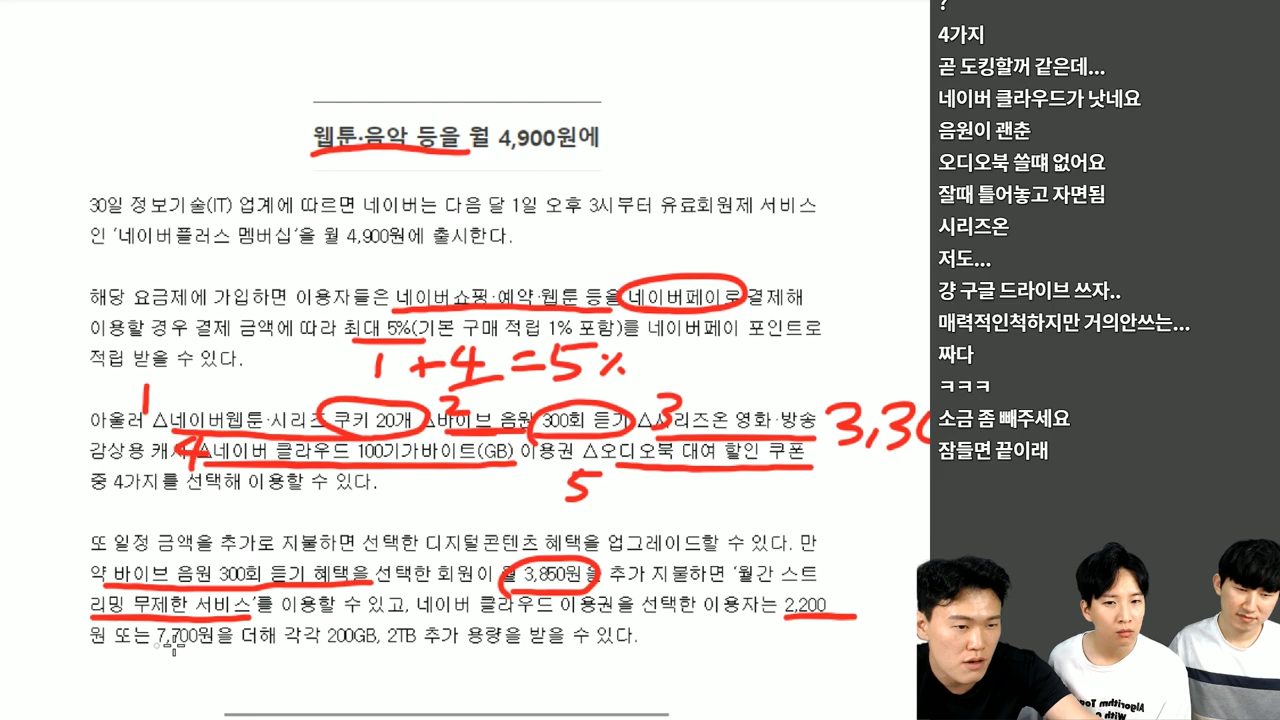 웹툰·음악 등을 월 4,900원에
30일 정보기술(IT) 업계에 따르면 네이버는 다음 달 1일 오후 3시부터 유료회원제 서비스
인 '네이버플러스 멤버십'을 월 4,900원에 출시한다.
해당 요금제에 가입하면 이용자들은 네이버쇼핑·예약·웹툰 등을 네이버페이로 결제해
이용할 경우 결제 금액에 따라 최대 5%(기본 구매 적립 1% 포함)를 네이버페이 포인트로
적립 받을 수 있다.
1+4=5%
1
2
3
아울러 △네이버웹툰·시리즈 쿠키 20개 △바이브 음원 300회 듣기 △시리즈온 영화·방송
3,30
4
감상용 캐시 △네이버 클라우드 100기가바이트(GB) 이용권 △오디오북 대여 할인 쿠폰
중 4가지를 선택해 이용할 수 있다.
5
또 일정 금액을 추가로 지불하면 선택한 디지털콘텐츠 혜택을 업그레이드할 수 있다. 만
약 바이브 음원 300회 듣기 혜택을 선택한 회원이 월 3,850원을 추가 지불하면 '월간 스트
리밍 무제한 서비스'를 이용할 수 있고, 네이버 클라우드 이용권을 선택한 이용자는 2,200
원 또는 7,700원을 더해 각각 200GB, 2TB 추가 용량을 받을 수 있다.
?
4가지
곧 도킹할꺼 같은데...
네이버 클라우드가 낫네요
음원이 괜춘
오디오북 쓸떄 없어요
잘때 틀어놓고 자면됨
시리즈온
저도...
걍 구글 드라이브 쓰자..
매력적인척하지만 거의안쓰는...
짜다
ㅋㅋㅋ
소금 좀 빼주세요
잠들면 끝이래